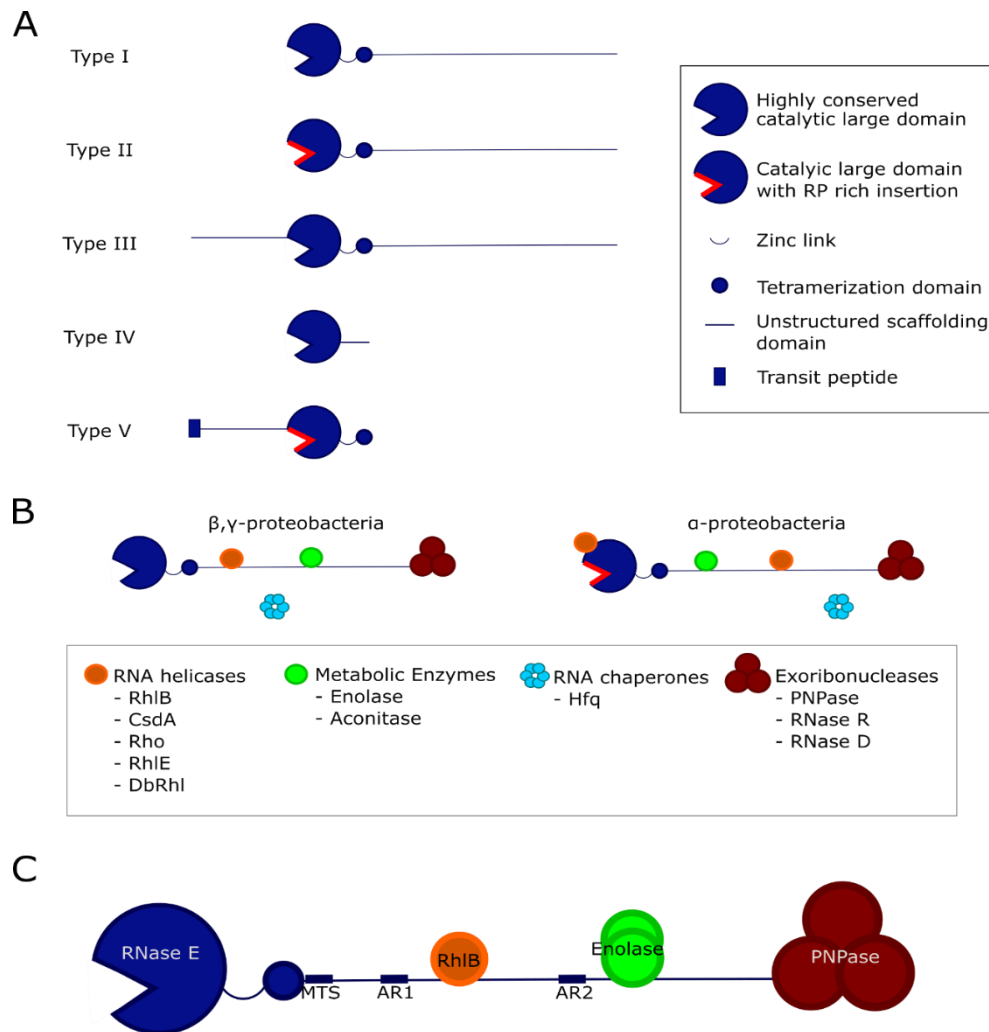 A
Type I
Type II
Type III
Type IV
Type V
Highly conserved
catalytic large domain
Catalyic large domain
with RP rich insertion
Zinc link
Tetramerization domain
Unstructured scaffolding
domain
Transit peptide
B
β,γ-proteobacteria
α-proteobacteria
RNA helicases
- RhlB
- CsdA
- Rho
- RhlE
- DbRhl
Metabolic Enzymes
- Enolase
- Aconitase
RNA chaperones
- Hfq
Exoribonucleases
- PNPase
- RNase R
- RNase D
C
RNase E
MTS
AR1
RhlB
AR2
Enolase
PNPase